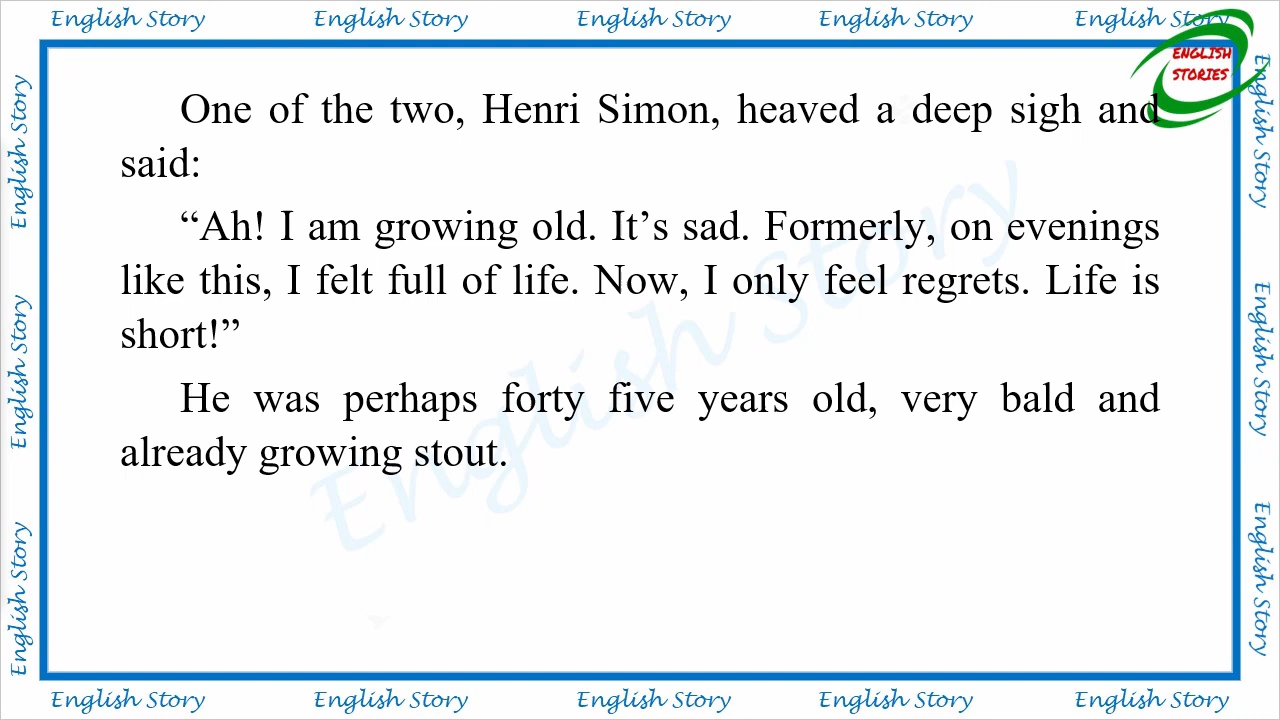 English Story English Story English Story English Story English Story
ENGLISH
STORIES
One of the two, Henri Simon, heaved a deep sigh and
said:
“Ah! I am growing old. It’s sad. Formerly, on evenings
like this, I felt full of life. Now, I only feel regrets. Life is
short!”
He was perhaps forty five years old, very bald and
already growing stout.
English Story
English Story
English Story
English Story
English Story
English Story
English Story
English Story English Story English Story English Story English Story